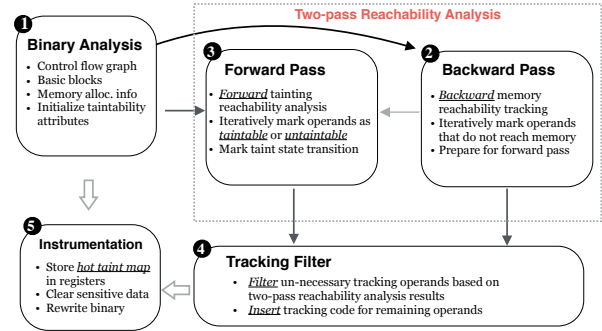 Two-pass Reachability Analysis
1
Binary Analysis
• Control flow graph
• Basic blocks
• Memory alloc. info
• Initialize taintability
attributes
3
Forward Pass
• Forward tainting
reachability analysis
• Iteratively mark operands as
taintable or untaintable
• Mark taint state transition
2
Backward Pass
• Backward memory
reachability tracking
• Iteratively mark operands
that do not reach memory
• Prepare for forward pass
5
Instrumentation
• Store hot taint map
in registers
• Clear sensitive data
• Rewrite binary
4
Tracking Filter
• Filter un-necessary tracking operands based on
two-pass reachability analysis results
• Insert tracking code for remaining operands